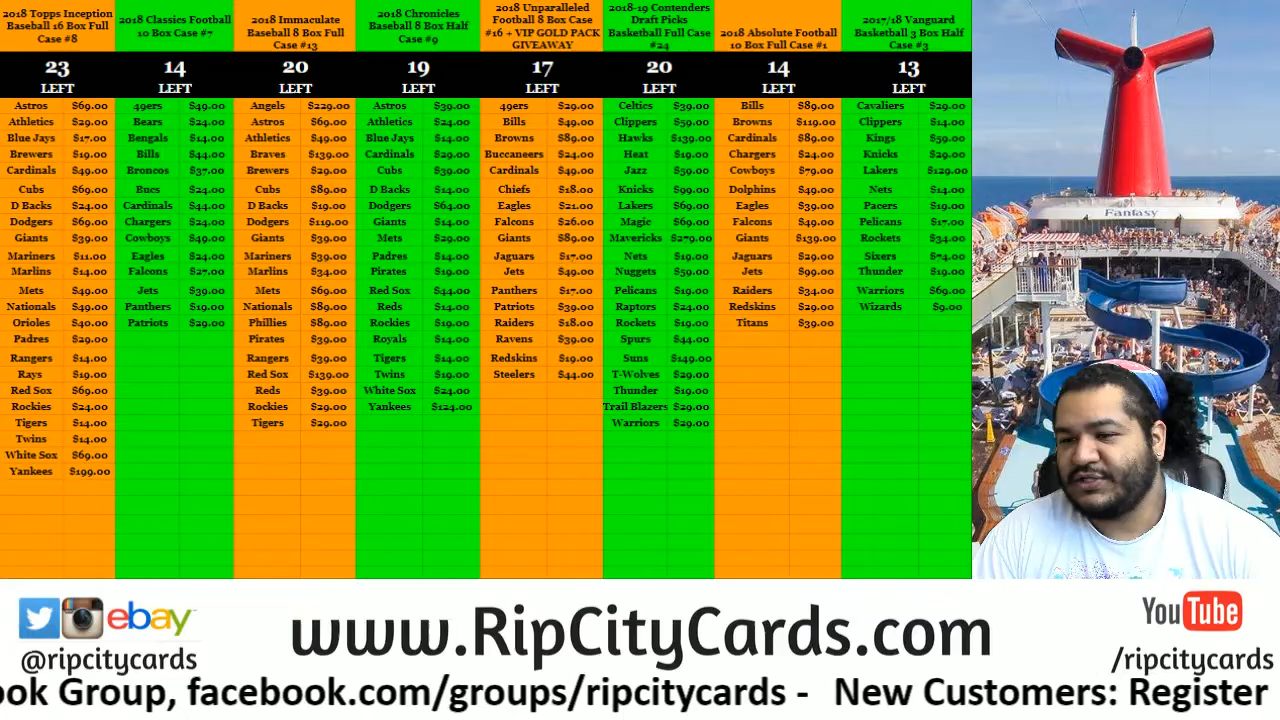 2018 Topps Inception Baseball 16 Box Full Case #8
23
LEFT
Astros $69.00
Athletics $29.00
Blue Jays $17.00
Brewers $19.00
Cardinals $49.00
Cubs $69.00
D Backs $24.00
Dodgers $69.00
Giants $39.00
Mariners $11.00
Marlins $14.00
Mets $49.00
Nationals $49.00
Orioles $40.00
Padres $29.00
Rangers $14.00
Rays $19.00
Red Sox $69.00
Rockies $24.00
Tigers $14.00
Twins $14.00
White Sox $69.00
Yankees $199.00
2018 Classics Football 10 Box Case #7
14
LEFT
49ers $49.00
Bears $24.00
Bengals $14.00
Bills $44.00
Broncos $37.00
Bucs $24.00
Cardinals $44.00
Chargers $24.00
Cowboys $49.00
Eagles $24.00
Falcons $27.00
Jets $39.00
Panthers $19.00
Patriots $29.00
2018 Immaculate Baseball 8 Box Full Case #13
20
LEFT
Angels $229.00
Astros $69.00
Athletics $49.00
Braves $139.00
Brewers $29.00
Cubs $89.00
D Backs $19.00
Dodgers $119.00
Giants $39.00
Mariners $39.00
Marlins $34.00
Mets $69.00
Nationals $89.00
Phillies $89.00
Pirates $39.00
Rangers $39.00
Red Sox $139.00
Reds $39.00
Rockies $29.00
Tigers $29.00
2018 Chronicles Baseball 8 Box Half Case #9
19
LEFT
Astros $39.00
Athletics $24.00
Blue Jays $14.00
Cardinals $29.00
Cubs $39.00
D Backs $14.00
Dodgers $64.00
Giants $14.00
Mets $29.00
Padres $14.00
Pirates $19.00
Red Sox $44.00
Reds $14.00
Rockies $19.00
Royals $14.00
Tigers $14.00
Twins $19.00
White Sox $24.00
Yankees $124.00
2018 Unparalleled Football 8 Box Case #16 + VIP GOLD PACK GIVEAWAY
17
LEFT
49ers $29.00
Bills $49.00
Browns $89.00
Buccaneers $24.00
Cardinals $49.00
Chiefs $18.00
Eagles $21.00
Falcons $26.00
Giants $89.00
Jaguars $17.00
Jets $49.00
Panthers $17.00
Patriots $39.00
Raiders $18.00
Ravens $39.00
Redskins $19.00
Steelers $44.00
2018-19 Contenders Draft Picks Basketball Full Case #24
20
LEFT
Celtics $39.00
Clippers $59.00
Hawks $139.00
Heat $19.00
Jazz $59.00
Knicks $99.00
Lakers $69.00
Magic $69.00
Mavericks $279.00
Nets $19.00
Nuggets $59.00
Pelicans $19.00
Raptors $24.00
Rockets $19.00
Spurs $44.00
Suns $149.00
T-Wolves $29.00
Thunder $19.00
Trail Blazers $29.00
Warriors $29.00
2018 Absolute Football 10 Box Full Case #1
14
LEFT
Bills $89.00
Browns $119.00
Cardinals $89.00
Chargers $24.00
Cowboys $79.00
Dolphins $49.00
Eagles $39.00
Falcons $49.00
Giants $139.00
Jaguars $29.00
Jets $99.00
Raiders $34.00
Redskins $29.00
Titans $39.00
2017/18 Vanguard Basketball 3 Box Half Case #3
13
LEFT
Cavaliers $29.00
Clippers $14.00
Kings $59.00
Knicks $29.00
Lakers $129.00
Nets $14.00
Pacers $19.00
Pelicans $17.00
Rockets $34.00
Sixers $74.00
Thunder $19.00
Warriors $69.00
Wizards $9.00
Fantasy
ebay
@ripcitycards
www.RipCityCards.com
YouTube
/ripcitycards
ook Group, facebook.com/groups/ripcitycards - New Customers: Register